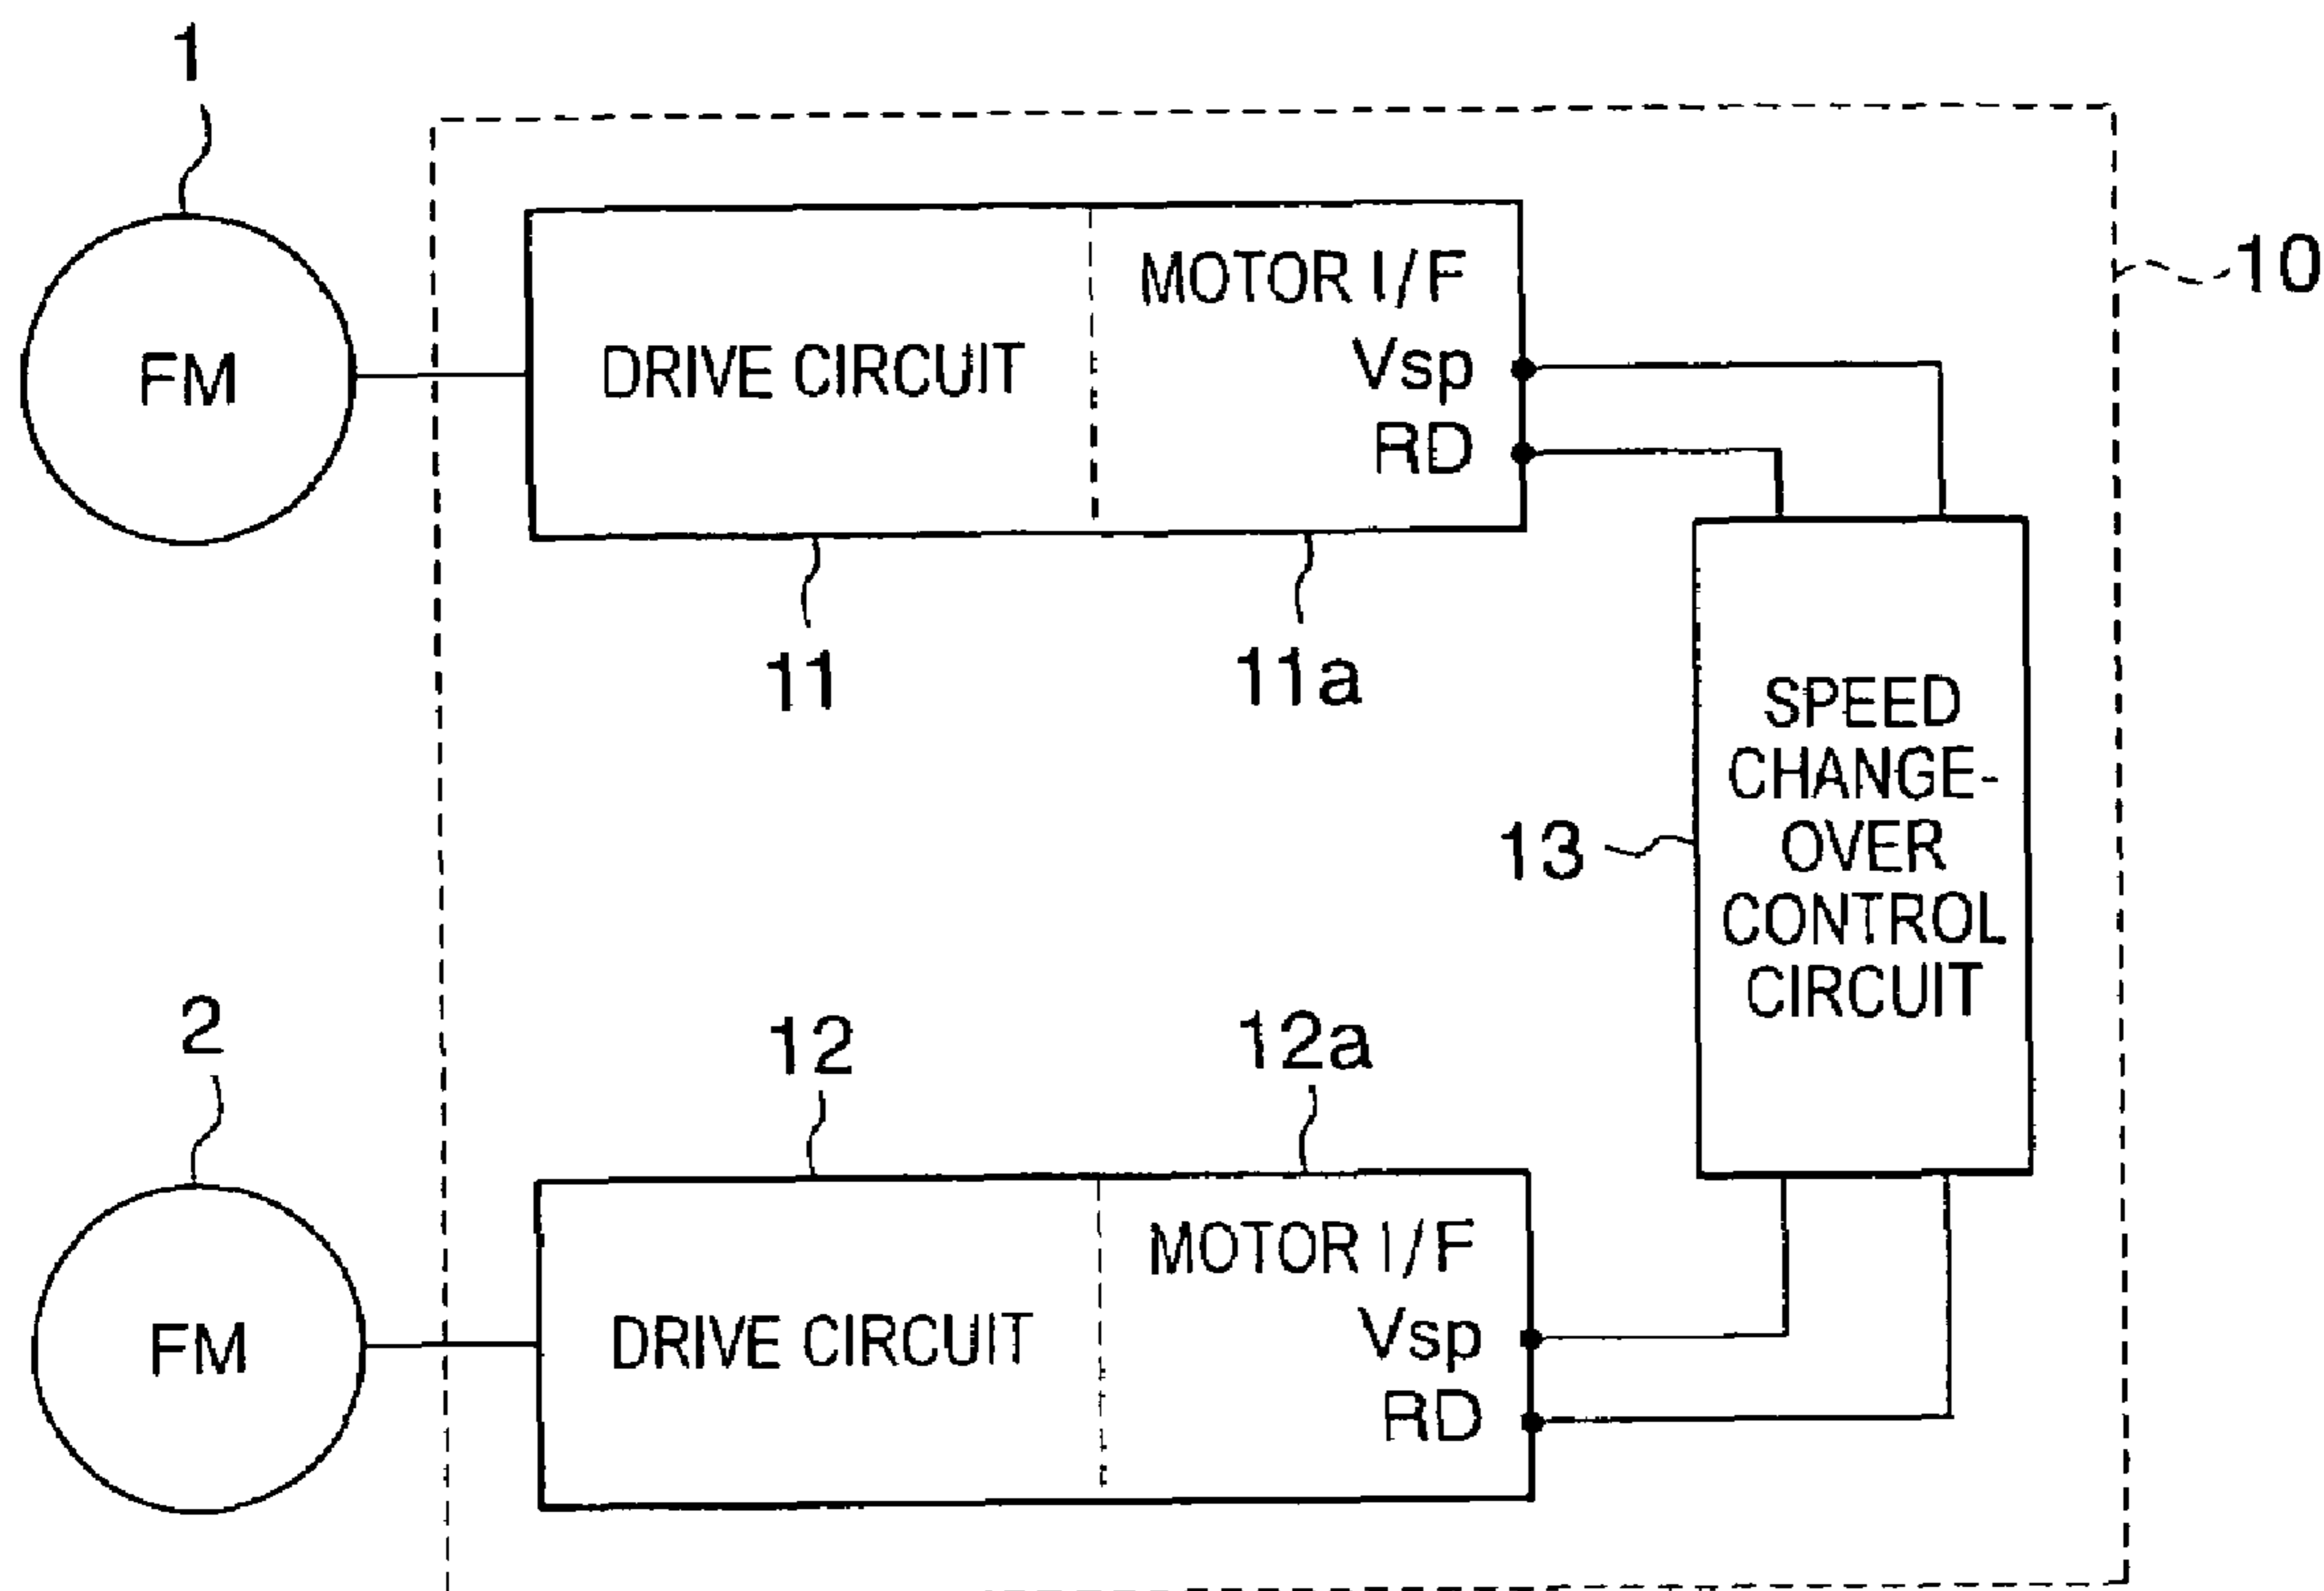 1
10
MOTOR I/F
FM
DRIVE CIRCUIT
Vsp
RD
11
11a
SPEED
CHANGE-
OVER
CONTROL
CIRCUIT
13
2
12
12a
MOTOR I/F
FM
DRIVE CIRCUIT
Vsp
RD